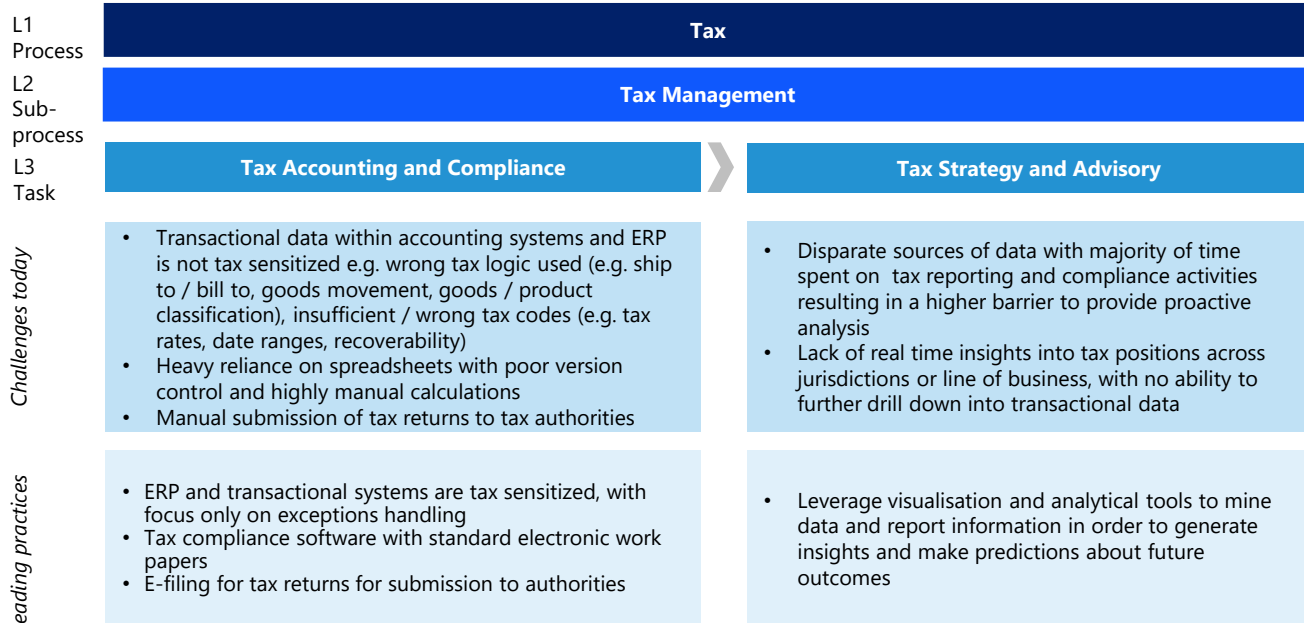 L1
Process
Tax
L2
Sub-
process
Tax Management
L3
Task
Tax Accounting and Compliance
Tax Strategy and Advisory
Challenges today
• Transactional data within accounting systems and ERP
is not tax sensitized e.g. wrong tax logic used (e.g. ship
to / bill to, goods movement, goods / product
classification), insufficient / wrong tax codes (e.g. tax
rates, date ranges, recoverability)
• Heavy reliance on spreadsheets with poor version
control and highly manual calculations
• Manual submission of tax returns to tax authorities
• Disparate sources of data with majority of time
spent on tax reporting and compliance activities
resulting in a higher barrier to provide proactive
analysis
• Lack of real time insights into tax positions across
jurisdictions or line of business, with no ability to
further drill down into transactional data
eading practices
• ERP and transactional systems are tax sensitized, with
focus only on exceptions handling
• Tax compliance software with standard electronic work
papers
• E-filing for tax returns for submission to authorities
• Leverage visualisation and analytical tools to mine
data and report information in order to generate
insights and make predictions about future
outcomes